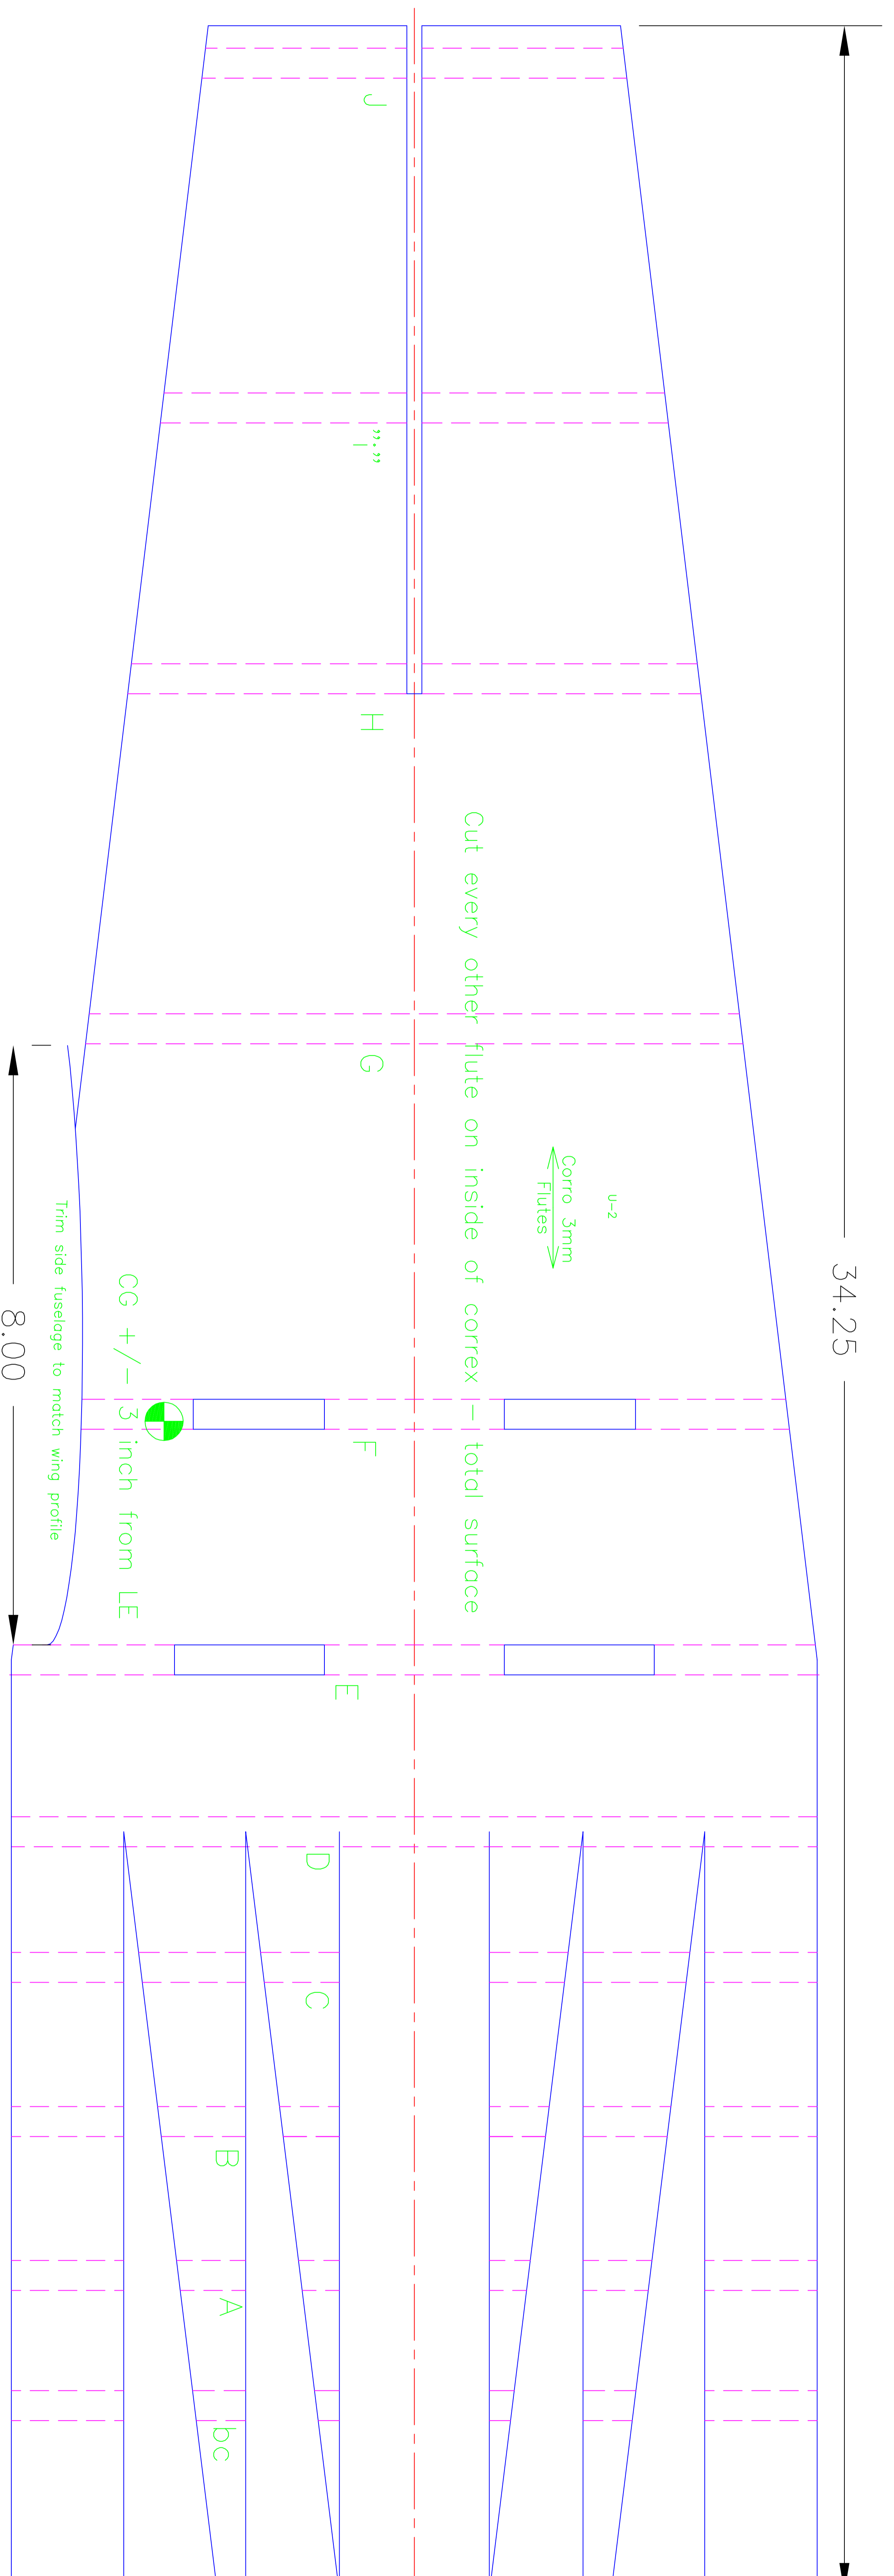 J
"."
I
H
Cut every other flute on inside of correx – total surface
G
U-2
Corro 3mm
Flutes
34.25
8.00
Trim side fuselage to match wing profile
CG +/- 3 inch from LE
F
E
D
C
B
A
bc